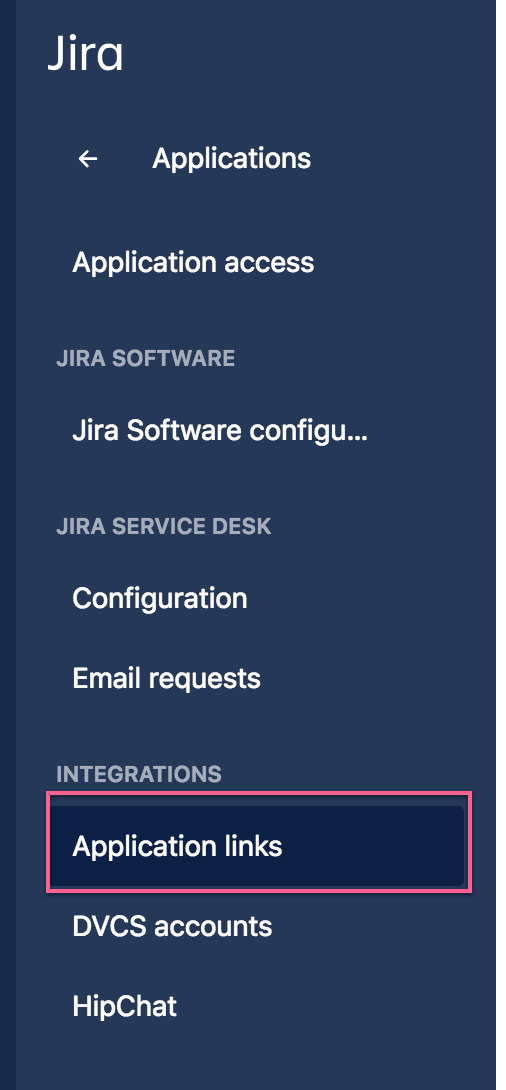 Jira
Applications
Application access
JIRA SOFTWARE
Jira Software configu...
JIRA SERVICE DESK
Configuration
Email requests
INTEGRATIONS
Application links
DVCS accounts
HipChat